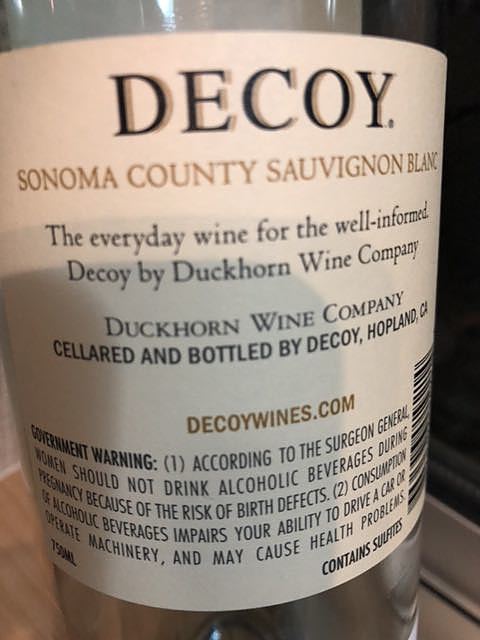 DECOY.
SONOMA COUNTY SAUVIGNON BLANC
The everyday wine for the well-informed.
Decoy by Duckhorn Wine Company
DUCKHORN WINE COMPANY
CELLARED AND BOTTLED BY DECOY, HOPLAND, CA
DECOYWINES.COM
GOVERNMENT WARNING: (1) ACCORDING TO THE SURGEON GENERAL,
WOMEN SHOULD NOT DRINK ALCOHOLIC BEVERAGES DURING
PREGNANCY BECAUSE OF THE RISK OF BIRTH DEFECTS. (2) CONSUMPTION
OF ALCOHOLIC BEVERAGES IMPAIRS YOUR ABILITY TO DRIVE A CAR OR
OPERATE MACHINERY, AND MAY CAUSE HEALTH PROBLEMS.
750ML
CONTAINS SULFITES